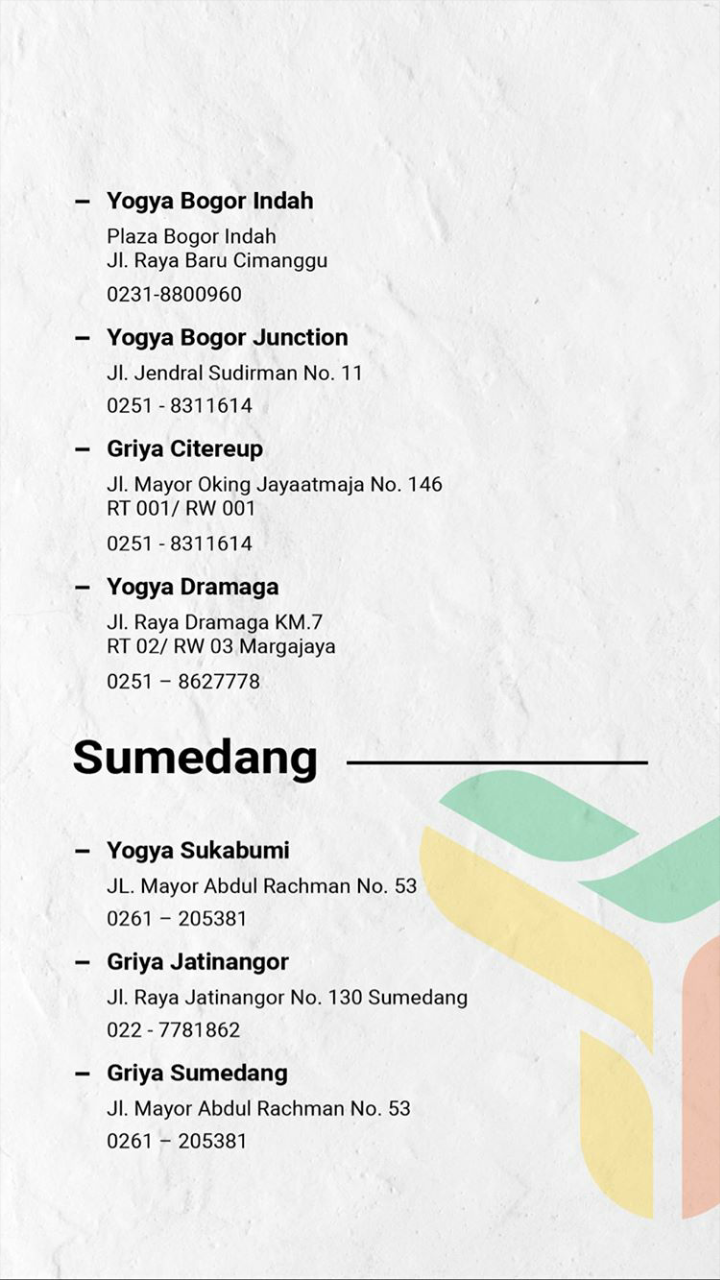 – Yogya Bogor Indah
Plaza Bogor Indah
Jl. Raya Baru Cimanggu
0231-8800960
– Yogya Bogor Junction
Jl. Jendral Sudirman No. 11
0251 - 8311614
– Griya Citereup
Jl. Mayor Oking Jayaatmaja No. 146
RT 001/ RW 001
0251 - 8311614
– Yogya Dramaga
Jl. Raya Dramaga KM.7
RT 02/ RW 03 Margajaya
0251 – 8627778
Sumedang
– Yogya Sukabumi
JL. Mayor Abdul Rachman No. 53
0261 – 205381
– Griya Jatinangor
Jl. Raya Jatinangor No. 130 Sumedang
022 - 7781862
– Griya Sumedang
Jl. Mayor Abdul Rachman No. 53
0261 – 205381